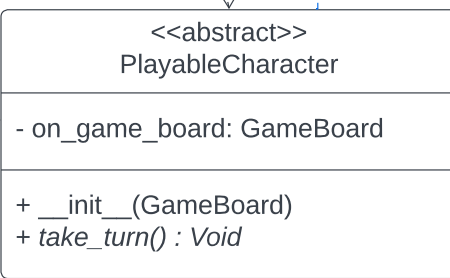 <<abstract>>
PlayableCharacter
- on_game_board: GameBoard
+ __init__(GameBoard)
+ take_turn() : Void